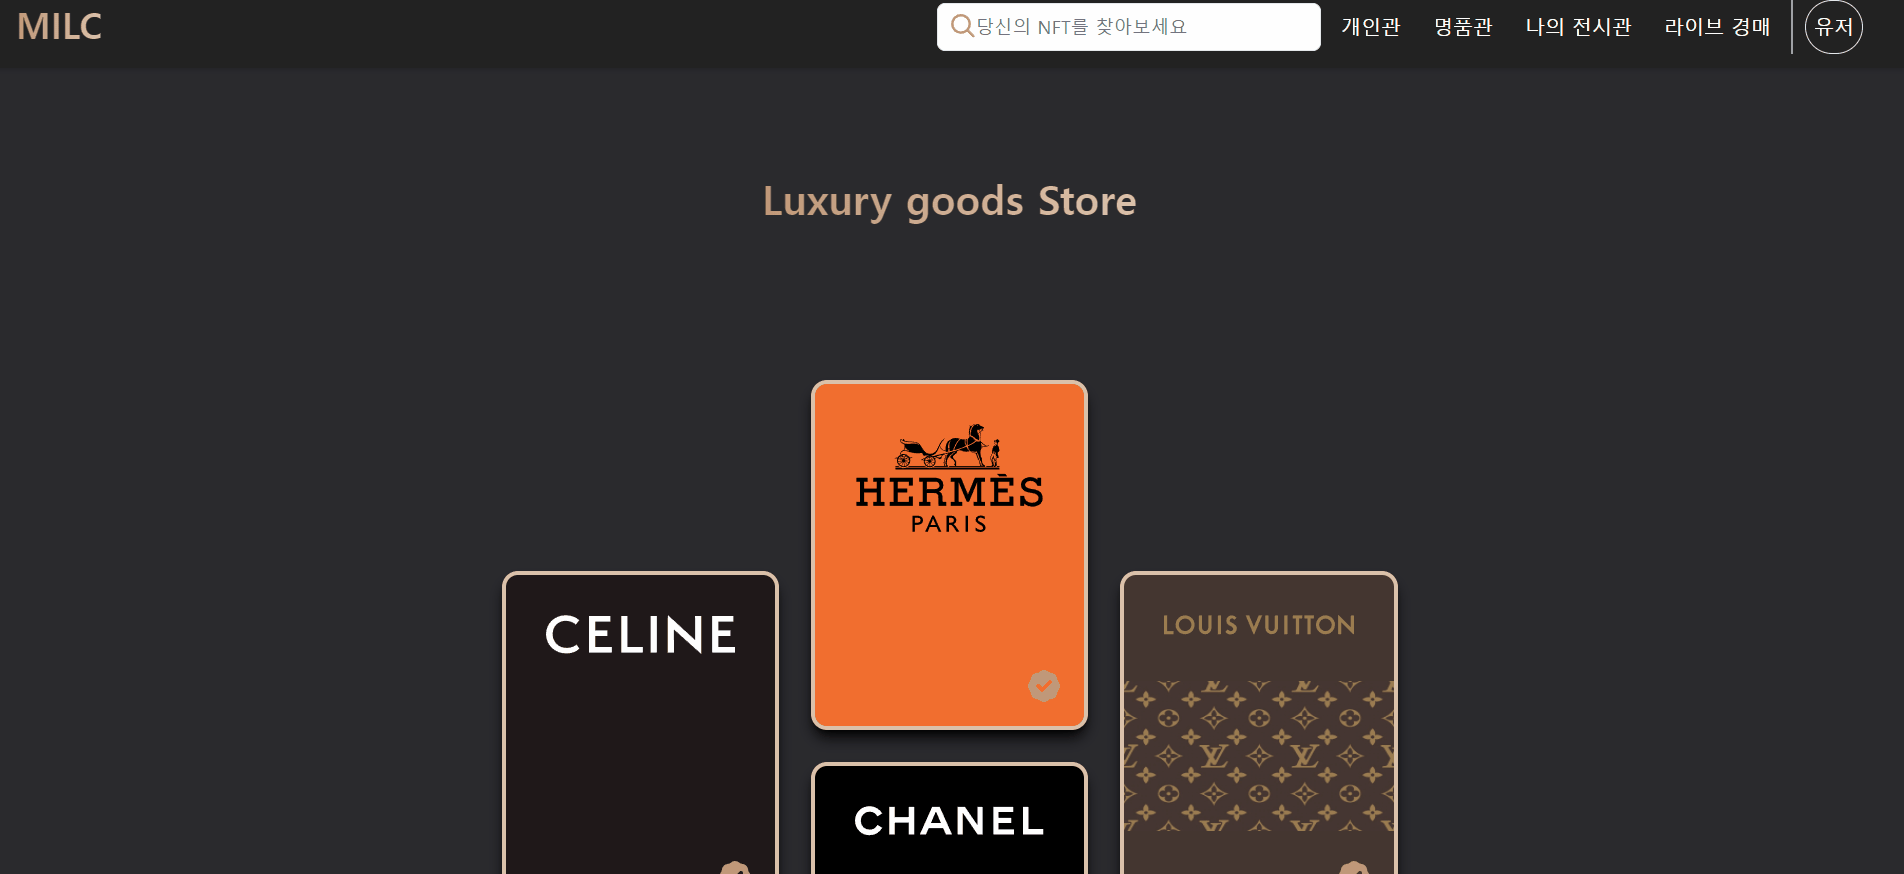 MILC
당신의 NFT를 찾아보세요
개인관
명품관
나의 전시관
라이브 경매
유저
Luxury goods Store
HERMÈS
PARIS
CELINE
LOUIS VUITTON
CHANEL